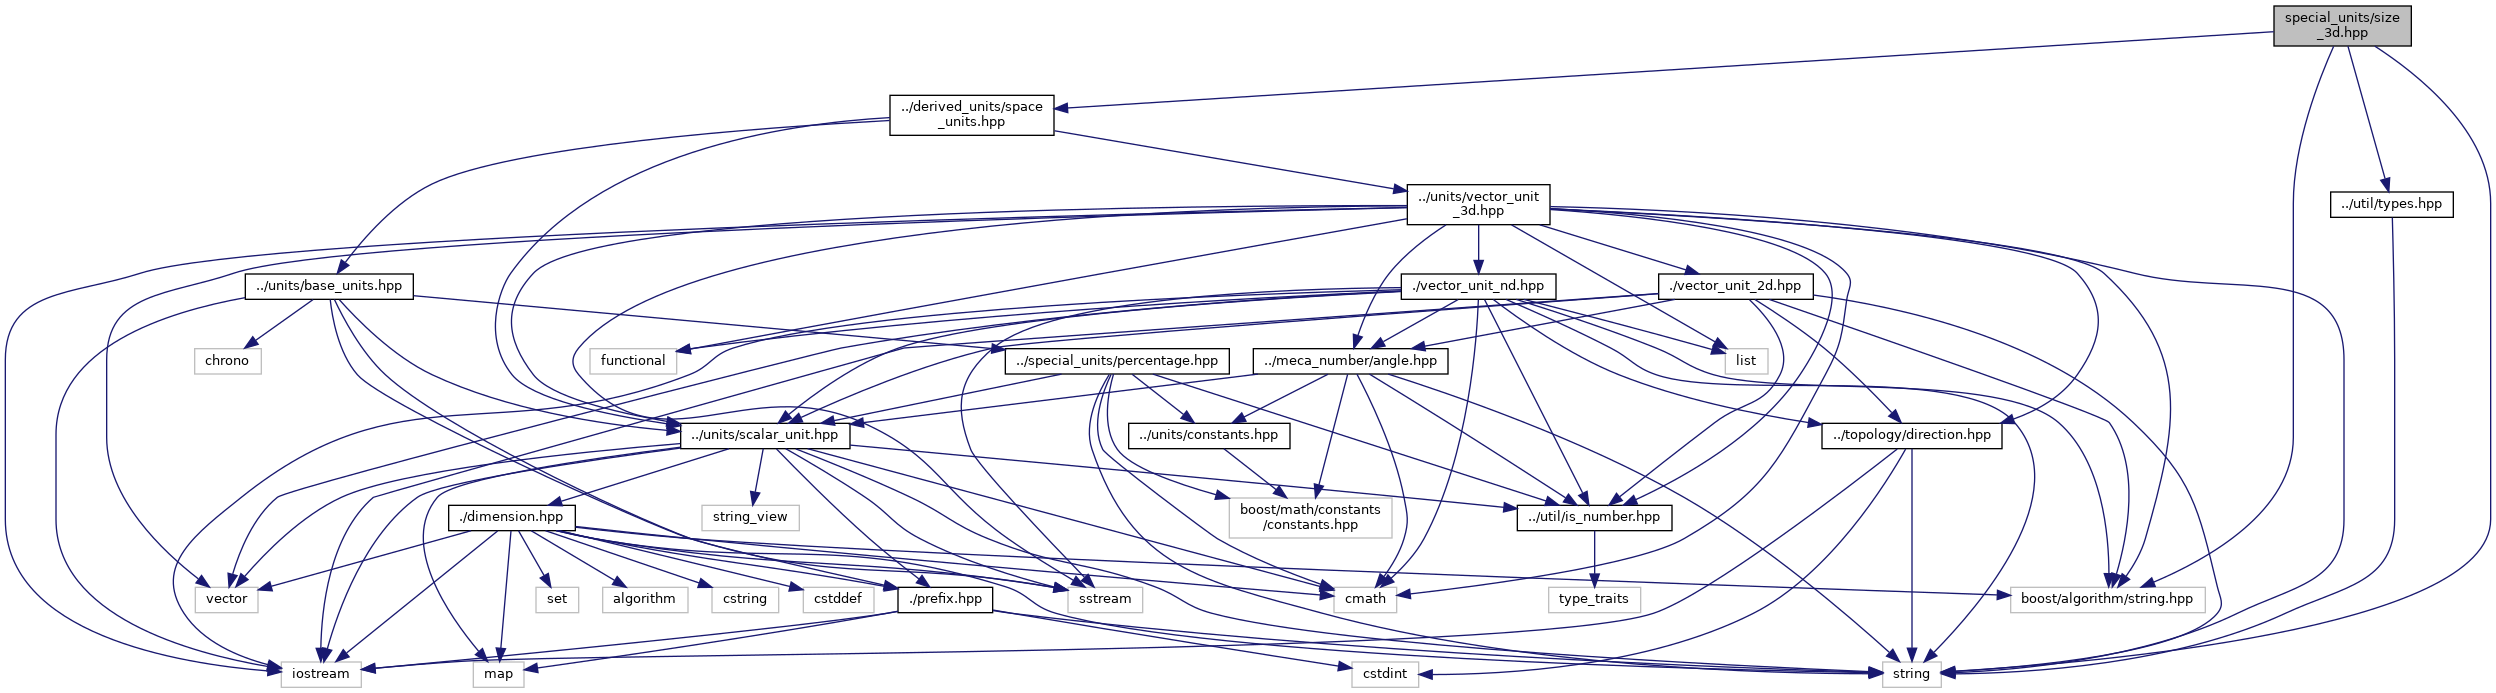 special_units/size
_3d.hpp
../derived_units/space
_units.hpp
../units/vector_unit
_3d.hpp
../util/types.hpp
../units/base_units.hpp
./vector_unit_nd.hpp
./vector_unit_2d.hpp
chrono
functional
../special_units/percentage.hpp
../meca_number/angle.hpp
list
../units/scalar_unit.hpp
../units/constants.hpp
../topology/direction.hpp
./dimension.hpp
string_view
boost/math/constants
/constants.hpp
../util/is_number.hpp
vector
set
algorithm
cstring
cstddef
./prefix.hpp
sstream
cmath
type_traits
boost/algorithm/string.hpp
iostream
map
cstdint
string